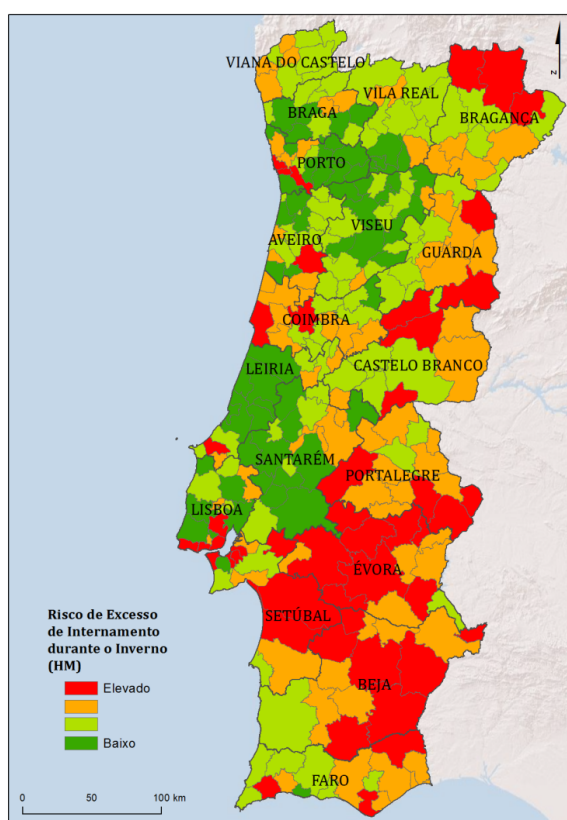 VIANA DO CASTELO
VILA REAL
BRAGANÇA
BRAGA
PORTO
AVEIRO
VISEU
GUARDA
COIMBRA
LEIRIA
CASTELO BRANCO
SANTARÉM
PORTALEGRE
LISBOA
ÉVORA
SETÚBAL
BEJA
FARO
Risco de Excesso
de Internamento
durante o Inverno
(HM)
Elevado
Baixo
0 50 100 km
z